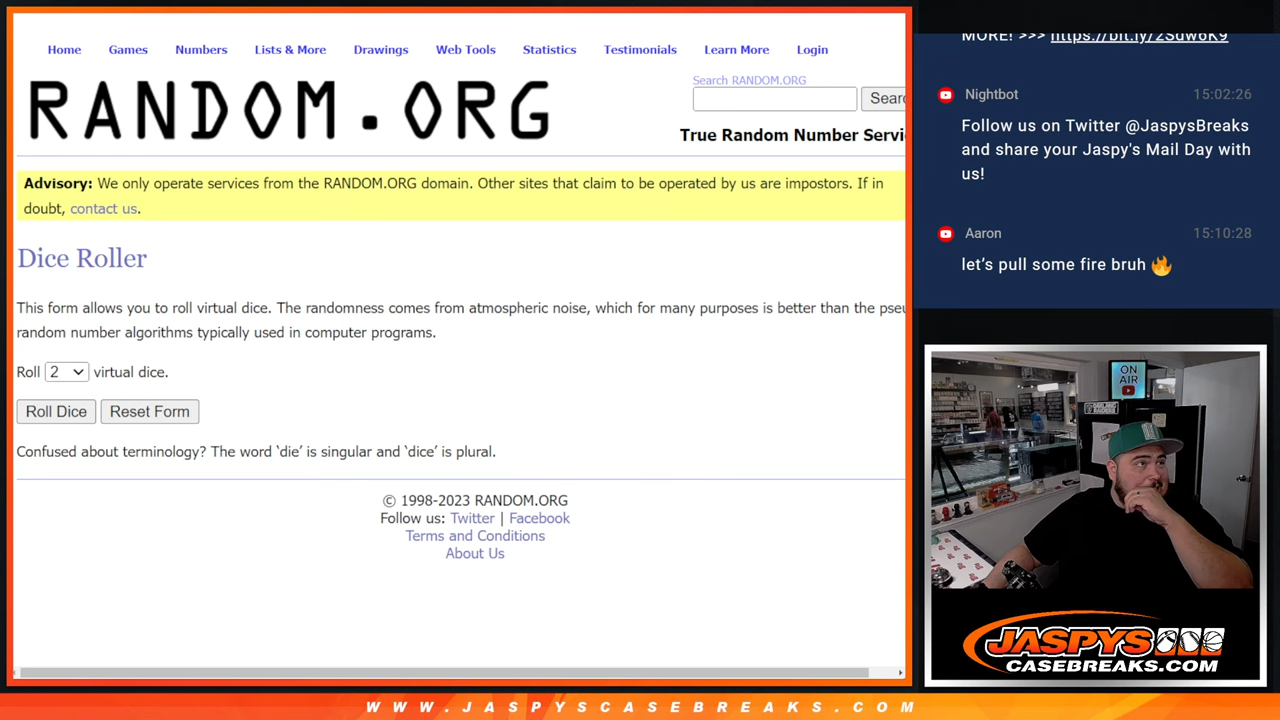 Home Games Numbers Lists & More Drawings Web Tools Statistics Testimonials Learn More Login
RANDOM.ORG
Search RANDOM.ORG
True Random Number
Advisory: We only operate services from the RANDOM.ORG domain. Other sites that claim to be operated by us are impostors. If in
doubt, contact us.
Dice Roller
This form allows you to roll virtual dice. The randomness comes from atmospheric noise, which for many purposes is better than the
random number algorithms typically used in computer programs.
Roll 2 virtual dice.
Roll Dice Reset Form
Confused about terminology? The word ‘die’ is singular and ‘dice’ is plural.
© 1998-2023 RANDOM.ORG
Follow us: Twitter | Facebook
Terms and Conditions
About Us
MORE! >>> https://bit.ly/2Sdw6K9
Nightbot 15:02:26
Follow us on Twitter @JaspysBreaks
and share your Jaspy's Mail Day with
us!
Aaron 15:10:28
let’s pull some fire bruh 🔥
ON
AIR
JASPYS
CASEBREAKS.COM
WWW.JASPYSCASEBREAKS.COM